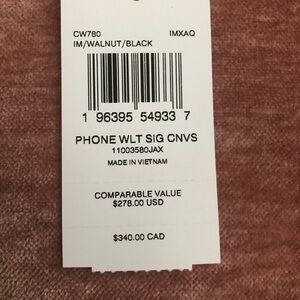 CW780 IMXAQ
IM/WALNUT/BLACK
1 96395 54933 7
PHONE WLT SIG CNVS
11003580JAX
MADE IN VIETNAM
COMPARABLE VALUE
$278.00 USD
$340.00 CAD